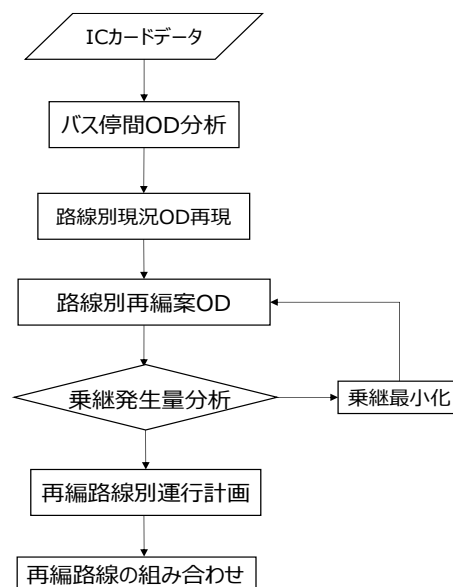 ICカードデータ
バス停間OD分析
路線別現況OD再現
路線別再編案OD
乗継発生量分析
乗継最小化
再編路線別運行計画
再編路線の組み合わせ